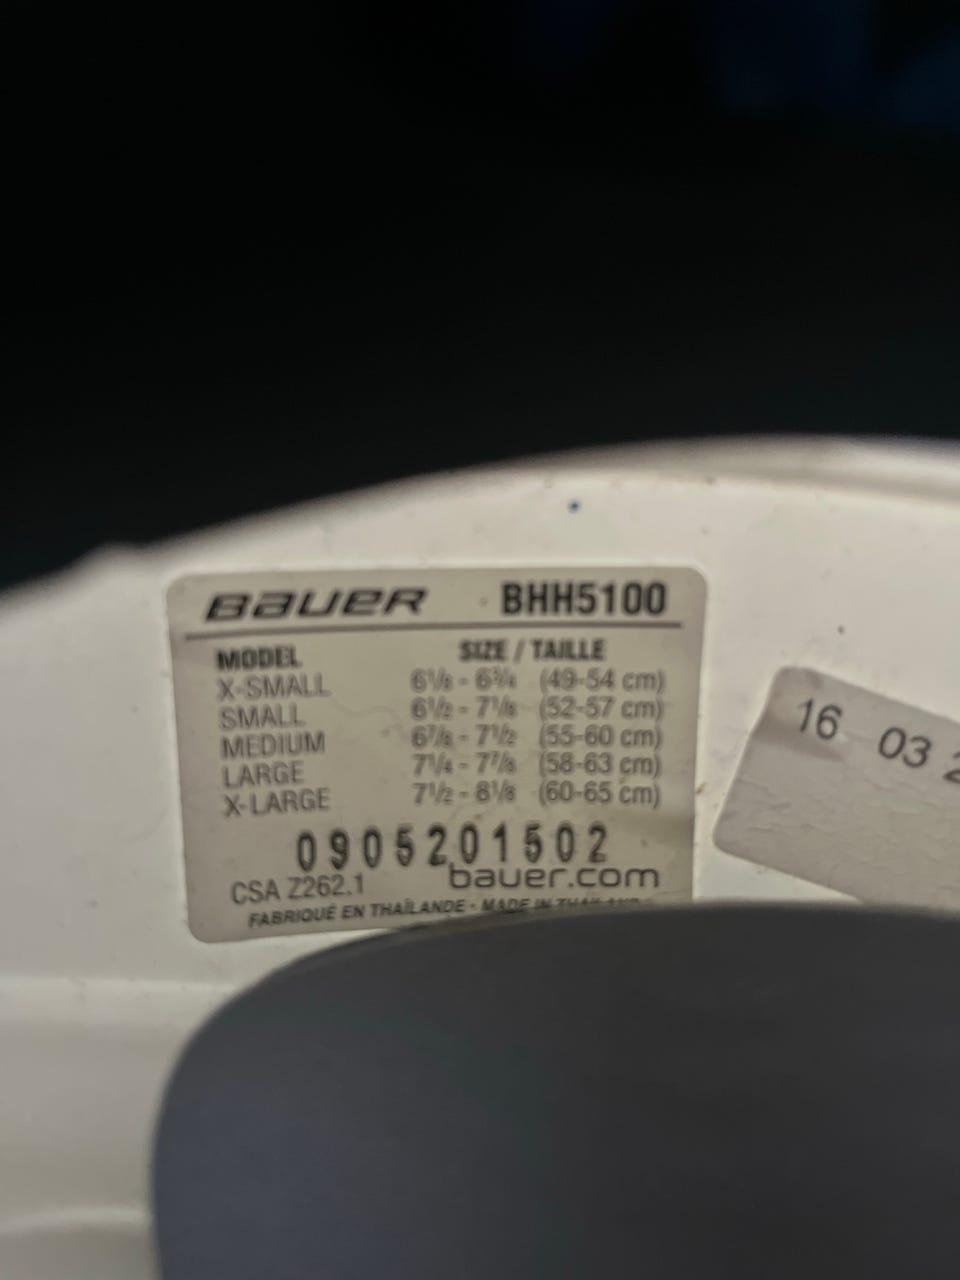 BAUER BHH5100
MODEL SIZE / TAILLE
X-SMALL 6⅛ - 6¾ (49-54 cm)
SMALL 6½ - 7⅛ (52-57 cm)
MEDIUM 6⅞ - 7½ (55-60 cm)
LARGE 7¼ - 7⅞ (58-63 cm)
X-LARGE 7½ - 8⅛ (60-65 cm)
0905201502
CSA Z262.1 bauer.com
FABRIQUÉ EN THAÏLANDE · MADE IN
16 03